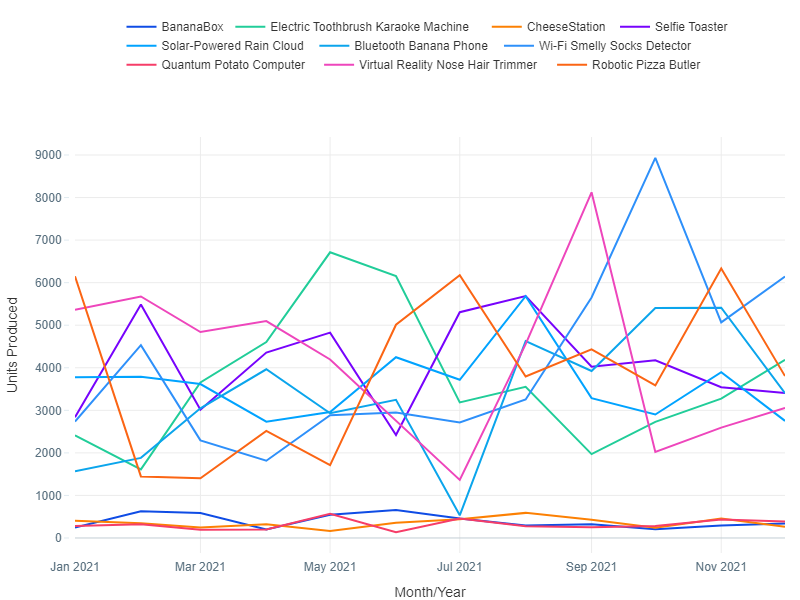 BananaBox Electric Toothbrush Karaoke Machine CheeseStation Selfie Toaster
Solar-Powered Rain Cloud Bluetooth Banana Phone Wi-Fi Smelly Socks Detector
Quantum Potato Computer Virtual Reality Nose Hair Trimmer Robotic Pizza Butler
9000
8000
7000
6000
5000
4000
3000
2000
1000
0
Units Produced
Jan 2021 Mar 2021 May 2021 Jul 2021 Sep 2021 Nov 2021
Month/Year